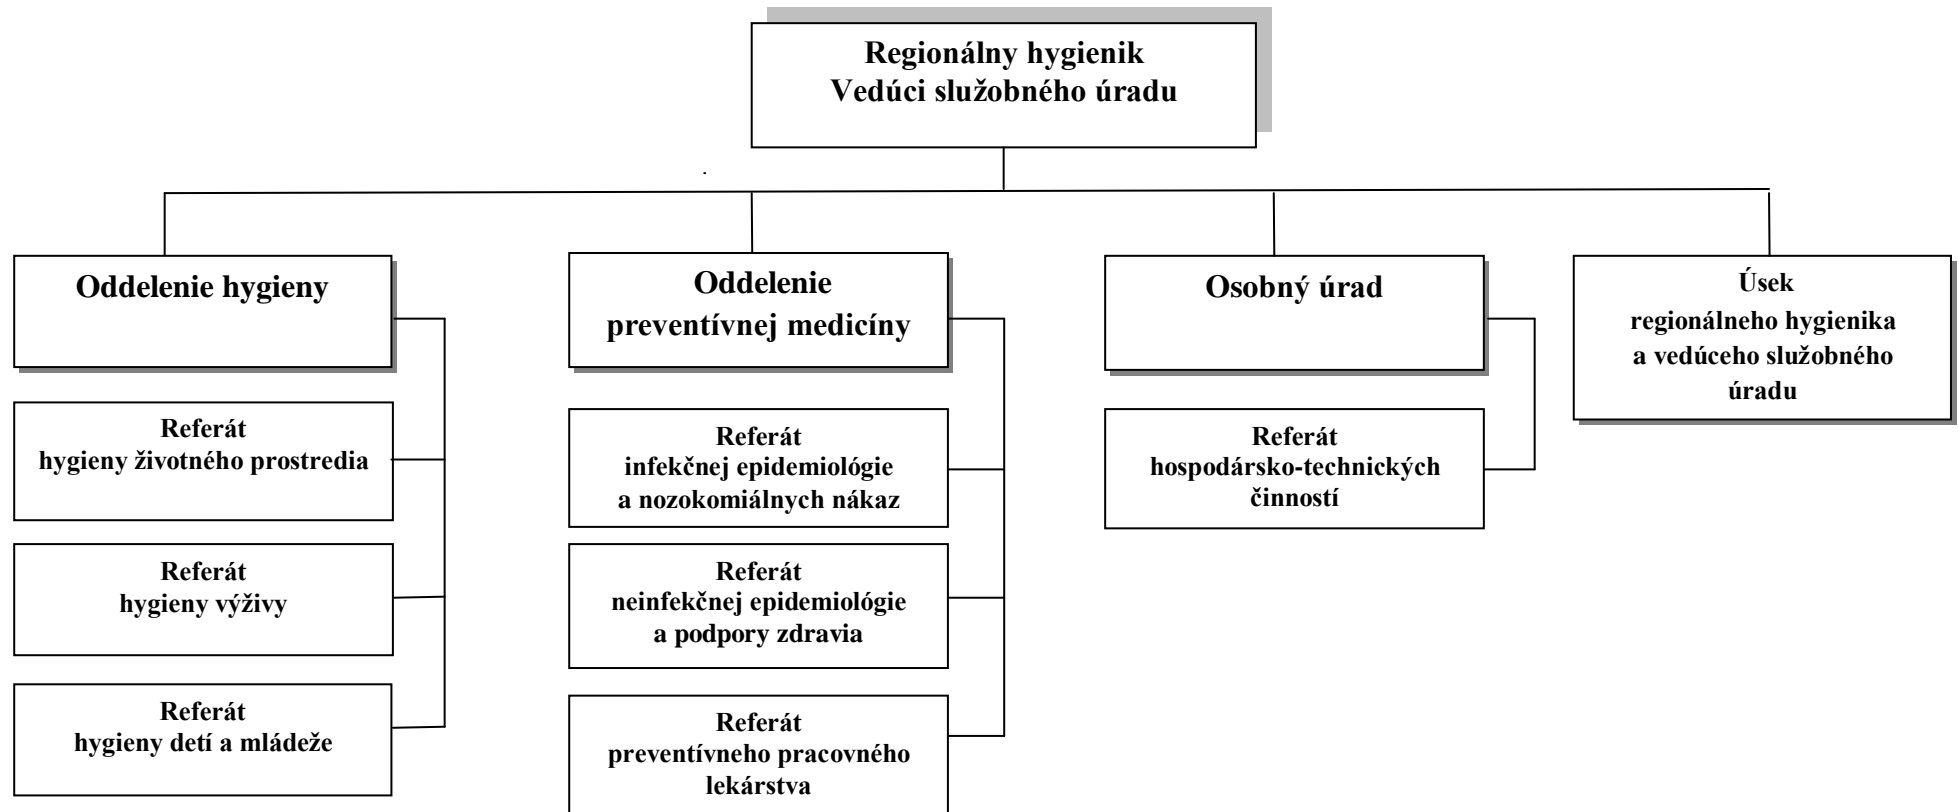 Regionálny hygienik
Vedúci služobného úradu
Oddelenie hygieny
Referát
hygieny životného prostredia
Referát
hygieny výživy
Referát
hygieny detí a mládeže
Oddelenie
preventívnej medicíny
Referát
infekčnej epidemiológie
a nozokomiálnych nákaz
Referát
neinfekčnej epidemiológie
a podpory zdravia
Referát
preventívneho pracovného
lekárstva
Osobný úrad
Referát
hospodársko-technických
činností
Úsek
regionálneho hygienika
a vedúceho služobného
úradu